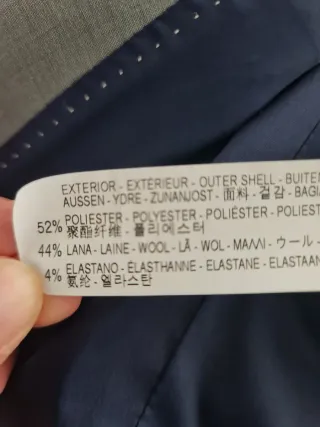 EXTERIOR - EXTÉRIEUR - OUTER SHELL - BUITEN
AUSSEN - YDRE - ZUNANJOST - 面料 - 겉감 - BAGIA
52% POLIESTER - POLYESTER - POLIÉSTER - POLIEST
聚酯纤维 - 폴리에스터
44% LANA - LAINE - WOOL - LÃ - WOL - ΜΑΛΛΙ - ウール -
4% ELASTANO - ÉLASTHANNE - ELASTANE - ELASTAAN
氨纶 - 엘라스탄